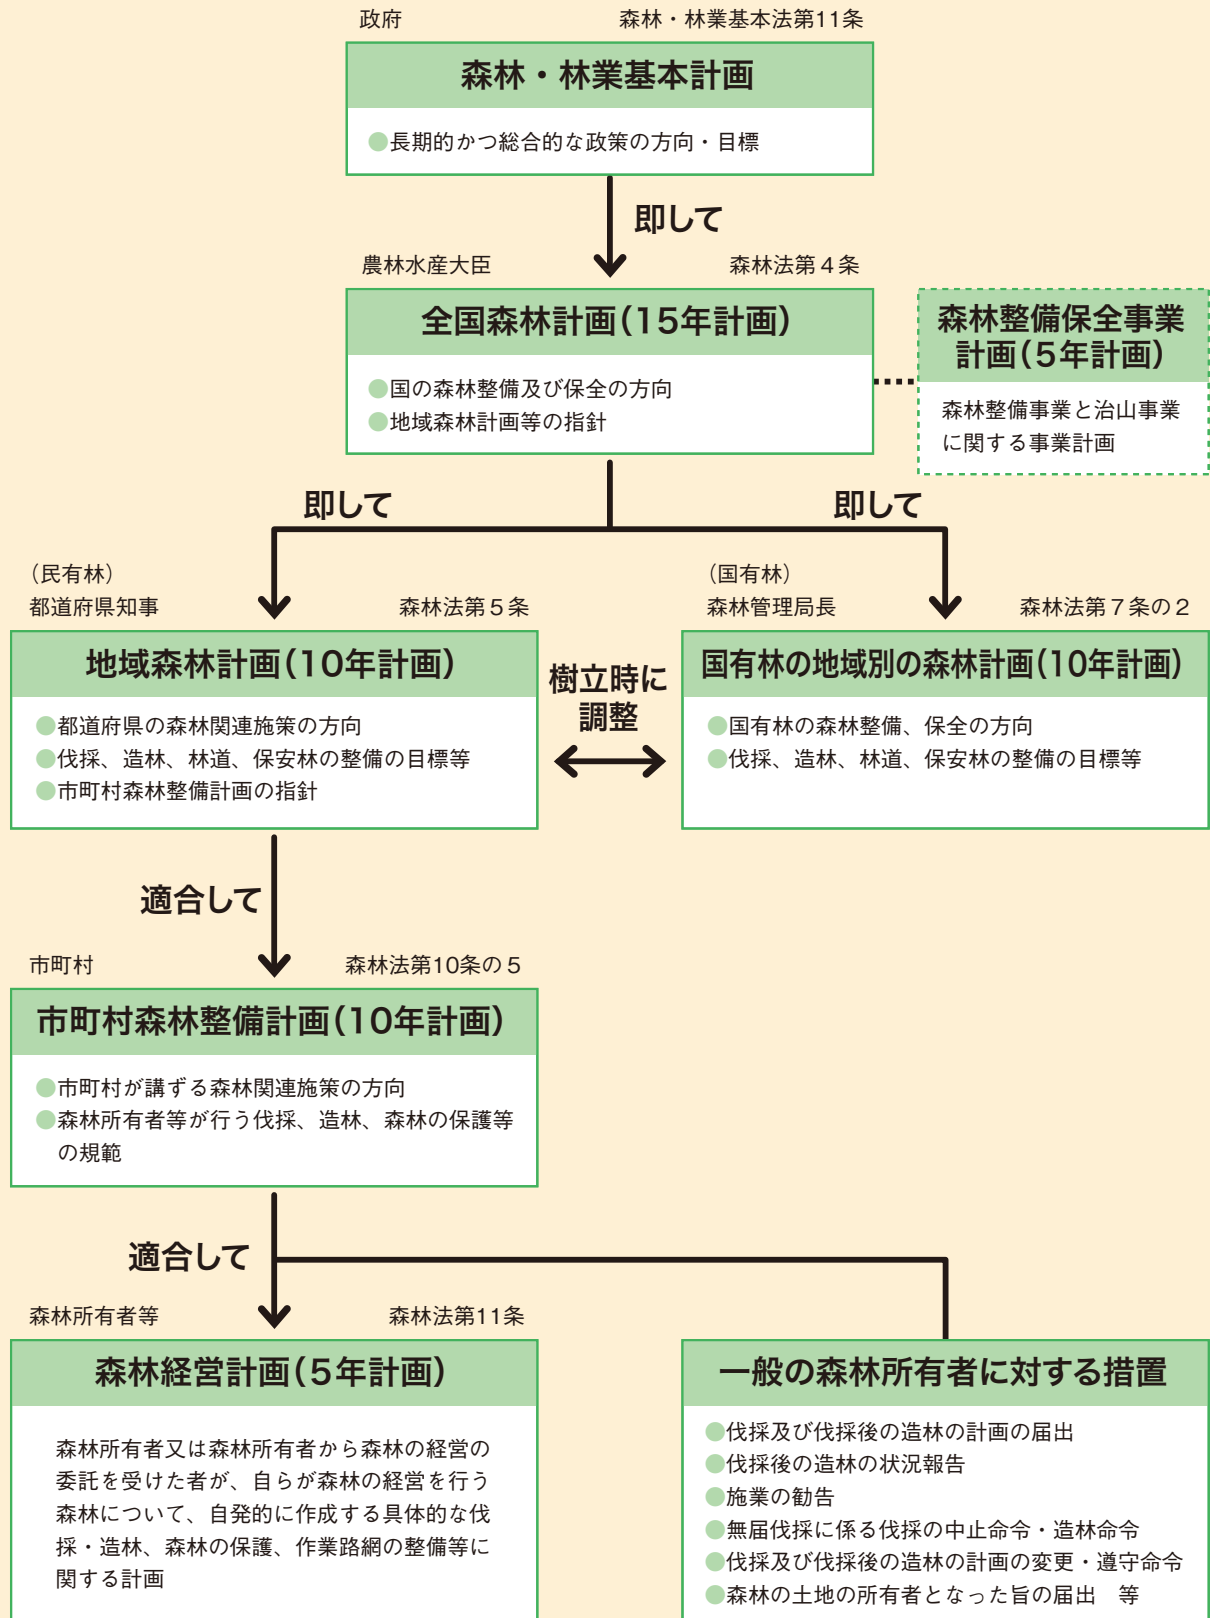 政府
森林・林業基本法第11条
森林・林業基本計画
●長期的かつ総合的な政策の方向・目標
即して
農林水産大臣
森林法第4条
全国森林計画(15年計画)
●国の森林整備及び保全の方向
●地域森林計画等の指針
森林整備保全事業
計画(5年計画)
森林整備事業と治山事業
に関する事業計画
即して
即して
(民有林)
都道府県知事
森林法第5条
地域森林計画(10年計画)
●都道府県の森林関連施策の方向
●伐採、造林、林道、保安林の整備の目標等
●市町村森林整備計画の指針
樹立時に
調整
(国有林)
森林管理局長
森林法第7条の2
国有林の地域別の森林計画(10年計画)
●国有林の森林整備、保全の方向
●伐採、造林、林道、保安林の整備の目標等
適合して
市町村
森林法第10条の5
市町村森林整備計画(10年計画)
●市町村が講ずる森林関連施策の方向
●森林所有者等が行う伐採、造林、森林の保護等
の規範
適合して
森林所有者等
森林法第11条
森林経営計画(5年計画)
森林所有者又は森林所有者から森林の経営の
委託を受けた者が、自らが森林の経営を行う
森林について、自発的に作成する具体的な伐
採・造林、森林の保護、作業路網の整備等に
関する計画
一般の森林所有者に対する措置
●伐採及び伐採後の造林の計画の届出
●伐採後の造林の状況報告
●施業の勧告
●無届伐採に係る伐採の中止命令・造林命令
●伐採及び伐採後の造林の計画の変更・遵守命令
●森林の土地の所有者となった旨の届出　等